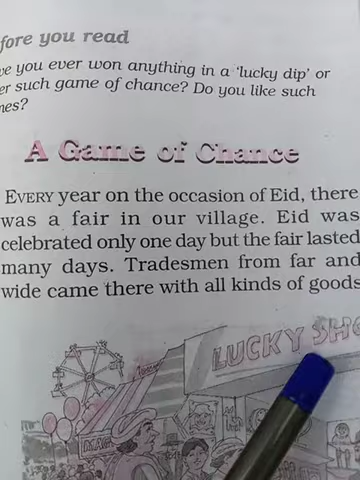 fore you read
ve you ever won anything in a 'lucky dip' or
er such game of chance? Do you like such
mes?
A Game of Chance
EVERY year on the occasion of Eid, there
was a fair in our village. Eid was
celebrated only one day but the fair lasted
many days. Tradesmen from far and
wide came there with all kinds of goods
LUCKY SHO